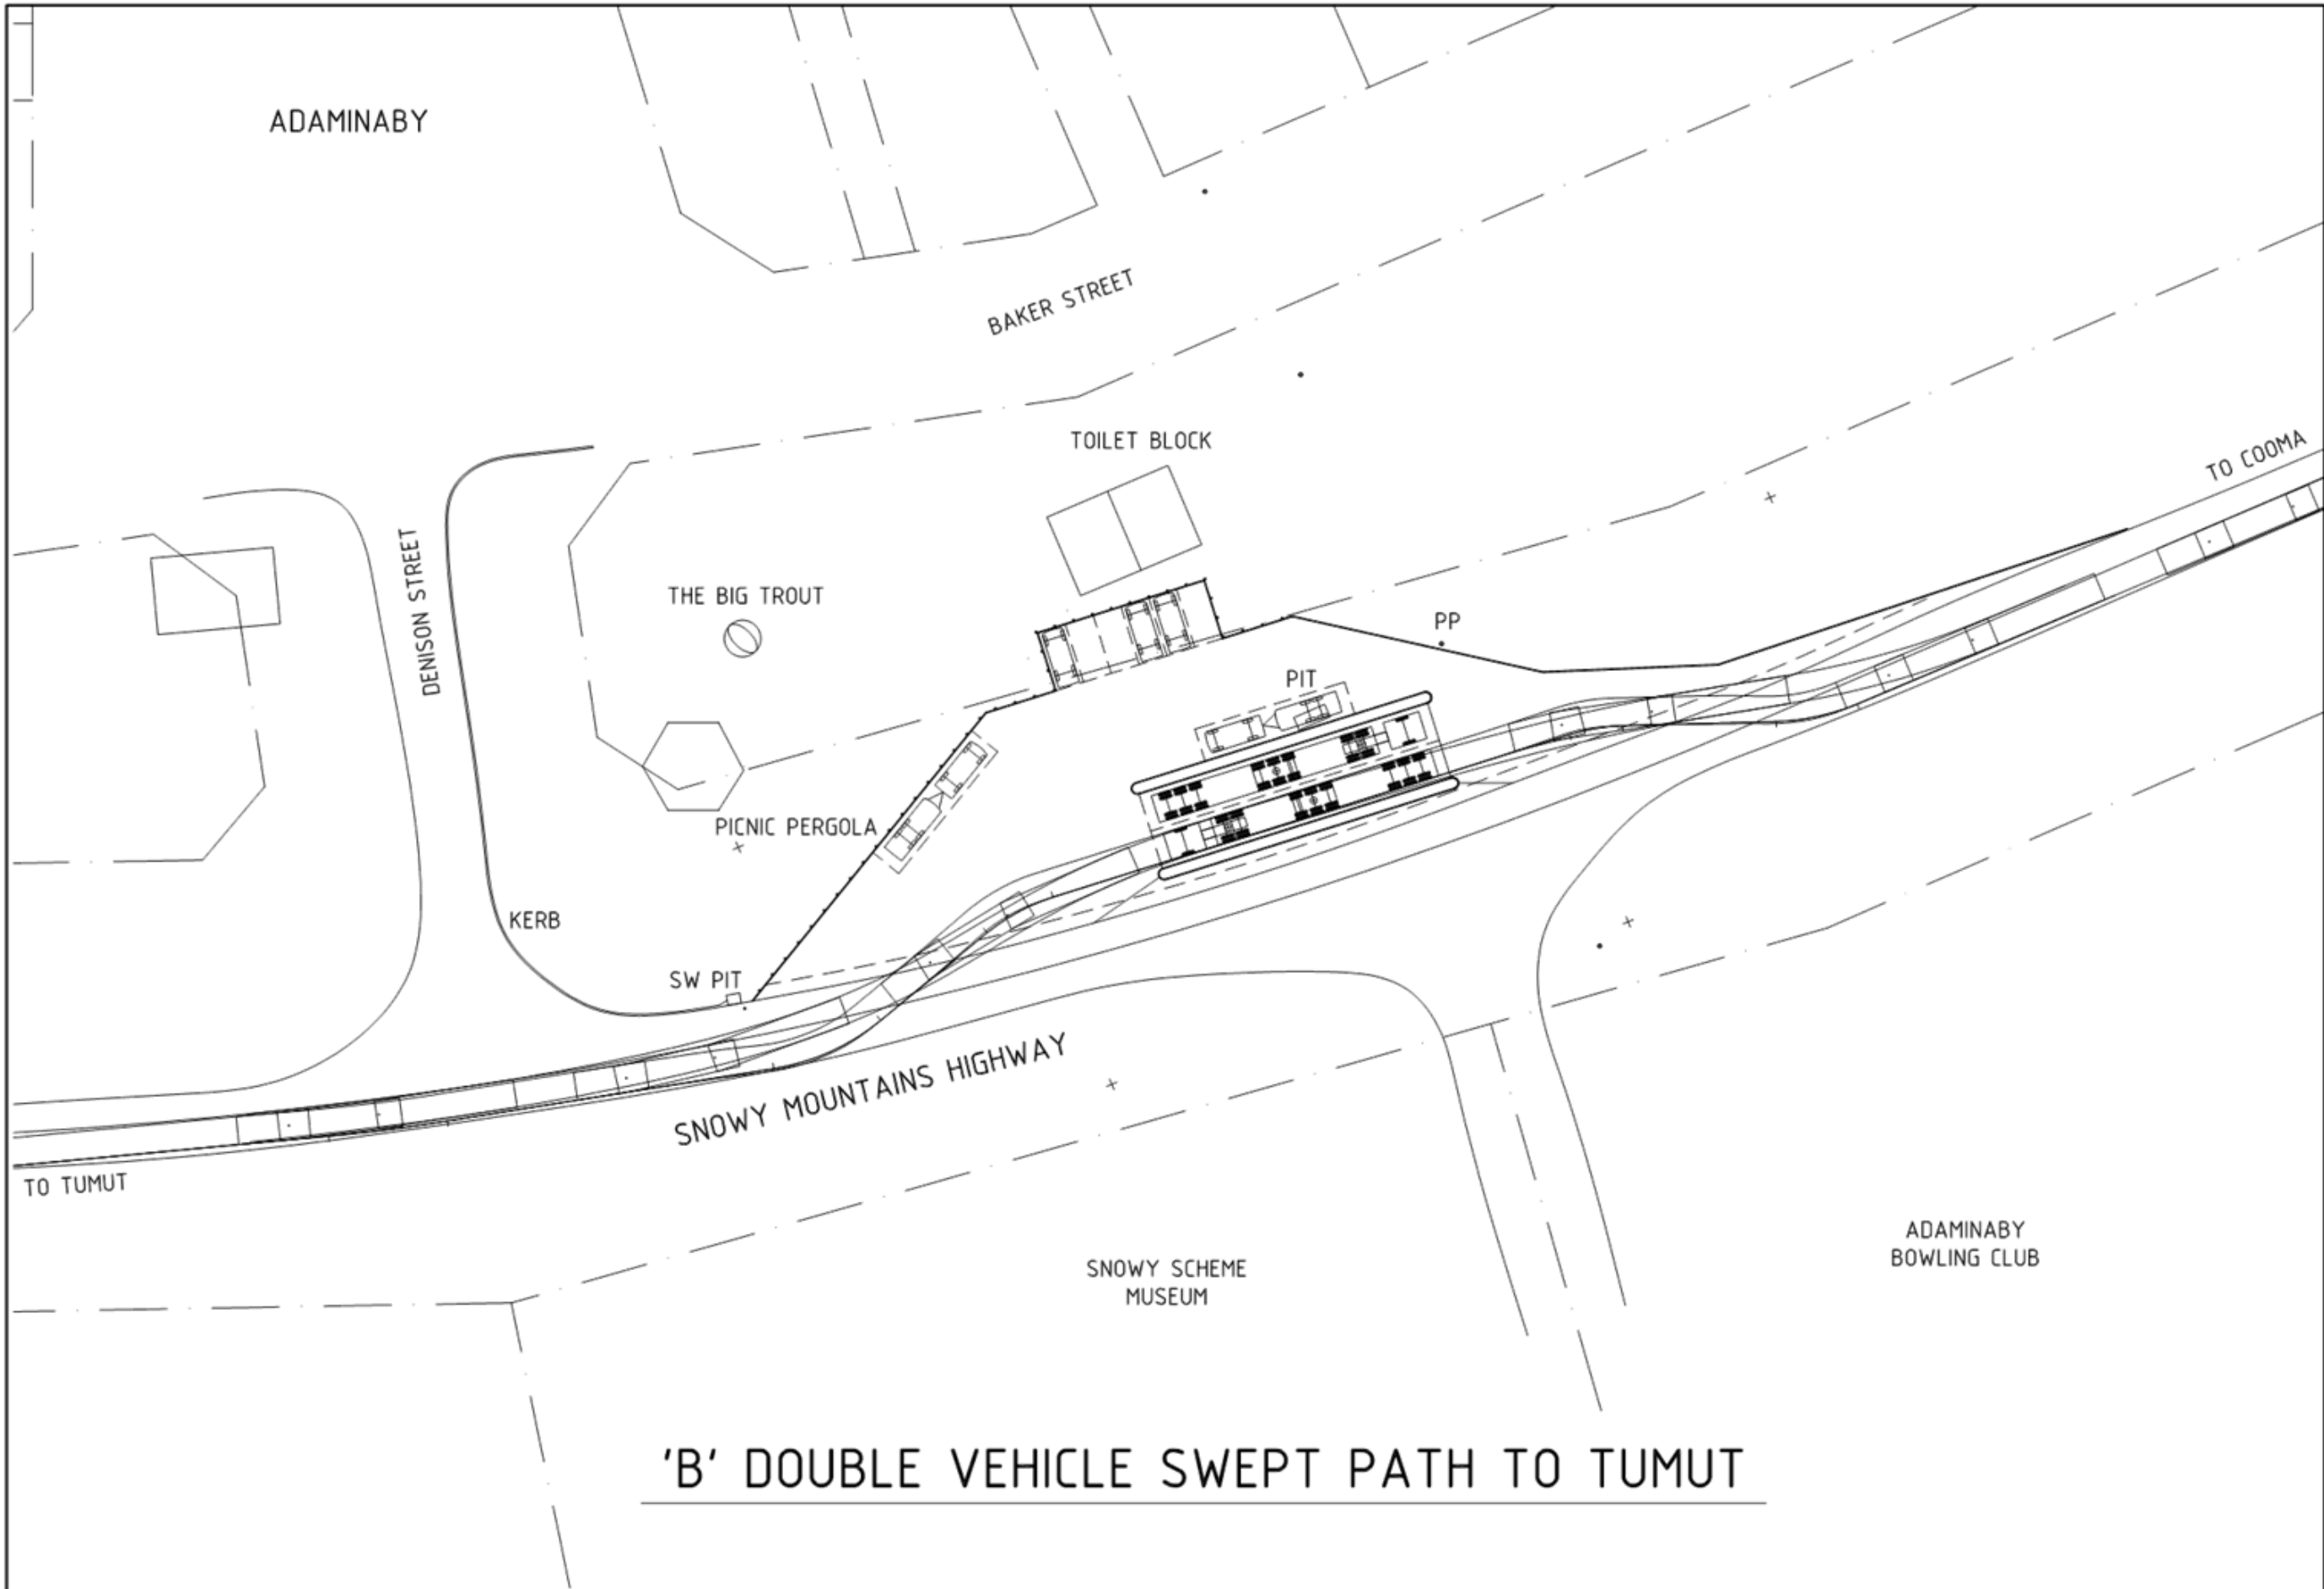 ADAMINABY
BAKER STREET
TOILET BLOCK
TO COOMA
DENISON STREET
THE BIG TROUT
PP
PIT
PICNIC PERGOLA
KERB
SW PIT
SNOWY MOUNTAINS HIGHWAY
TO TUMUT
SNOWY SCHEME
MUSEUM
ADAMINABY
BOWLING CLUB
'B' DOUBLE VEHICLE SWEPT PATH TO TUMUT